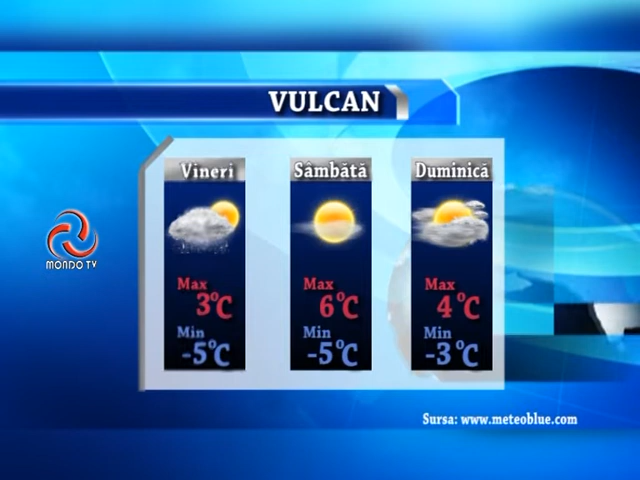 VULCAN
Vineri
Sâmbătă
Duminică
MONDO TV
Max
3°C
Min
-5°C
Max
6°C
Min
-5°C
Max
4°C
Min
-3°C
Sursa: www.meteoblue.com